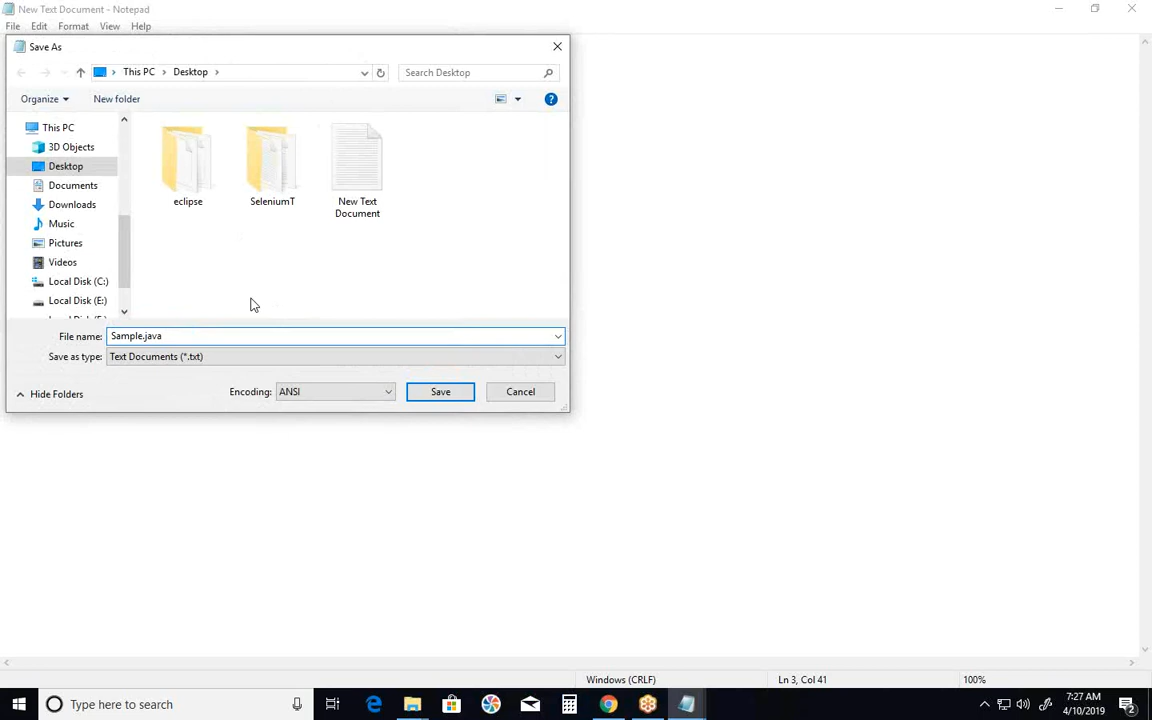 New Text Document - Notepad
File Edit Format View Help
Save As
This PC Desktop
Search Desktop
Organize
New folder
This PC
3D Objects
Desktop
Documents
Downloads
Music
Pictures
Videos
Local Disk (C:)
Local Disk (E:)
eclipse
SeleniumT
New Text
Document
File name: Sample.java
Save as type: Text Documents (*.txt)
Hide Folders
Encoding: ANSI
Save
Cancel
Windows (CRLF)
Ln 3, Col 41
100%
Type here to search
7:27 AM
4/10/2019
2